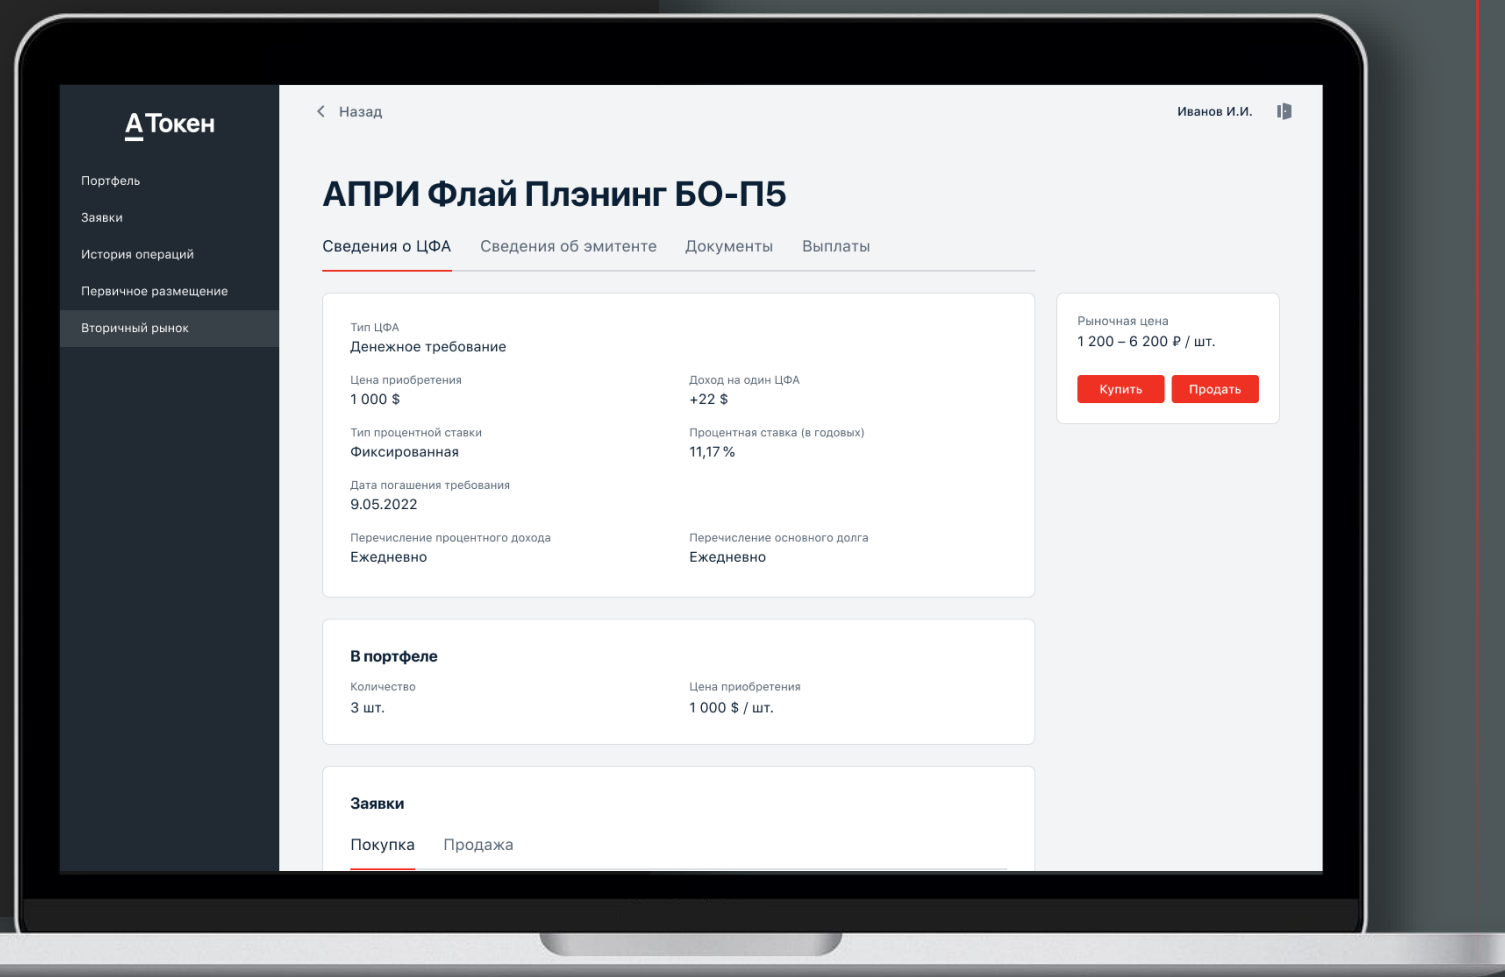 А Токен
Портфель
Заявки
История операций
Первичное размещение
Вторичный рынок
Назад
Иванов И.И.
АПРИ Флай Плэнинг БО-П5
Сведения о ЦФА Сведения об эмитенте Документы Выплаты
Тип ЦФА
Денежное требование
Цена приобретения Доход на один ЦФА
1 000 $ +22 $
Тип процентной ставки Процентная ставка (в годовых)
Фиксированная 11,17 %
Дата погашения требования
9.05.2022
Перечисление процентного дохода Перечисление основного долга
Ежедневно Ежедневно
Рыночная цена
1 200 – 6 200 ₽ / шт.
Купить Продать
В портфеле
Количество Цена приобретения
3 шт. 1 000 $ / шт.
Заявки
Покупка Продажа